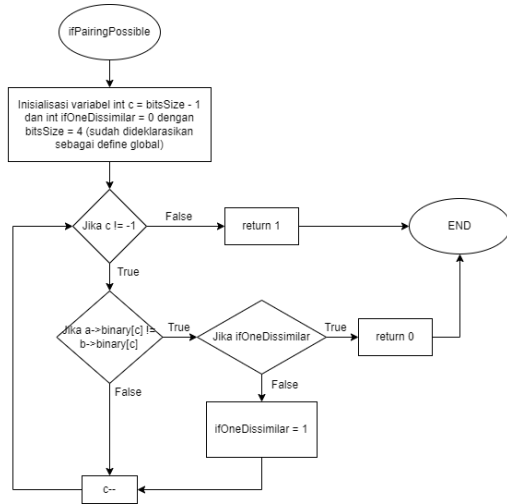 ifPairingPossible
Inisialisasi variabel int c = bitsSize - 1
dan int ifOneDissimilar = 0 dengan
bitsSize = 4 (sudah dideklarasikan
sebagai define global)
Jika c != -1
False
return 1
END
True
Jika a->binary[c] !=
b->binary[c]
True
Jika ifOneDissimilar
True
return 0
False
False
ifOneDissimilar = 1
c--